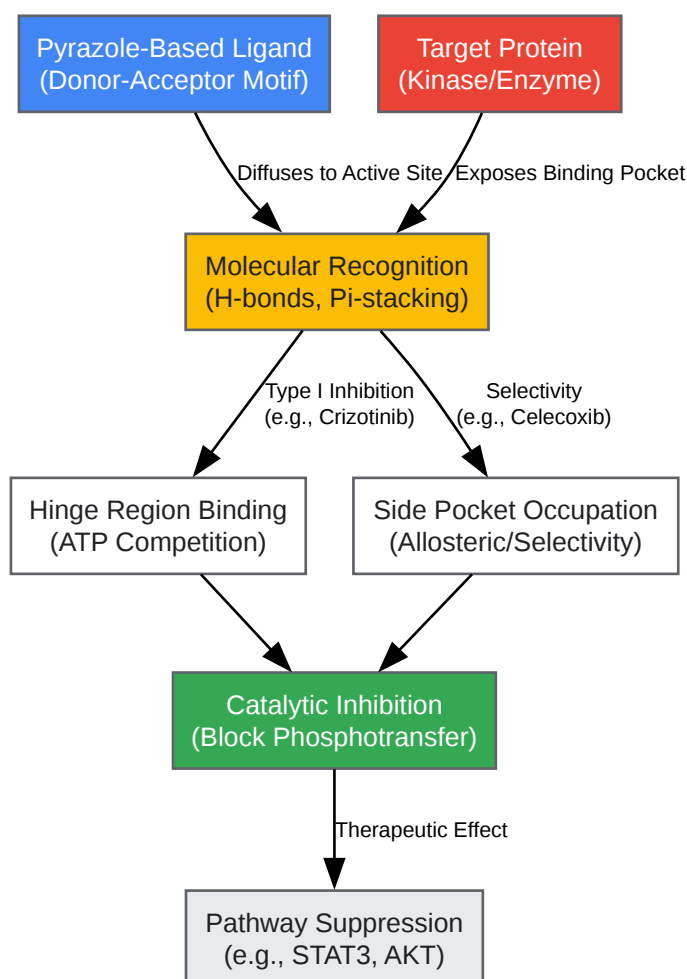 Pyrazole-Based Ligand
(Donor-Acceptor Motif)
Target Protein
(Kinase/Enzyme)
Diffuses to Active Site
Exposes Binding Pocket
Molecular Recognition
(H-bonds, Pi-stacking)
Type I Inhibition
(e.g., Crizotinib)
Selectivity
(e.g., Celecoxib)
Hinge Region Binding
(ATP Competition)
Side Pocket Occupation
(Allosteric/Selectivity)
Catalytic Inhibition
(Block Phosphotransfer)
Therapeutic Effect
Pathway Suppression
(e.g., STAT3, AKT)